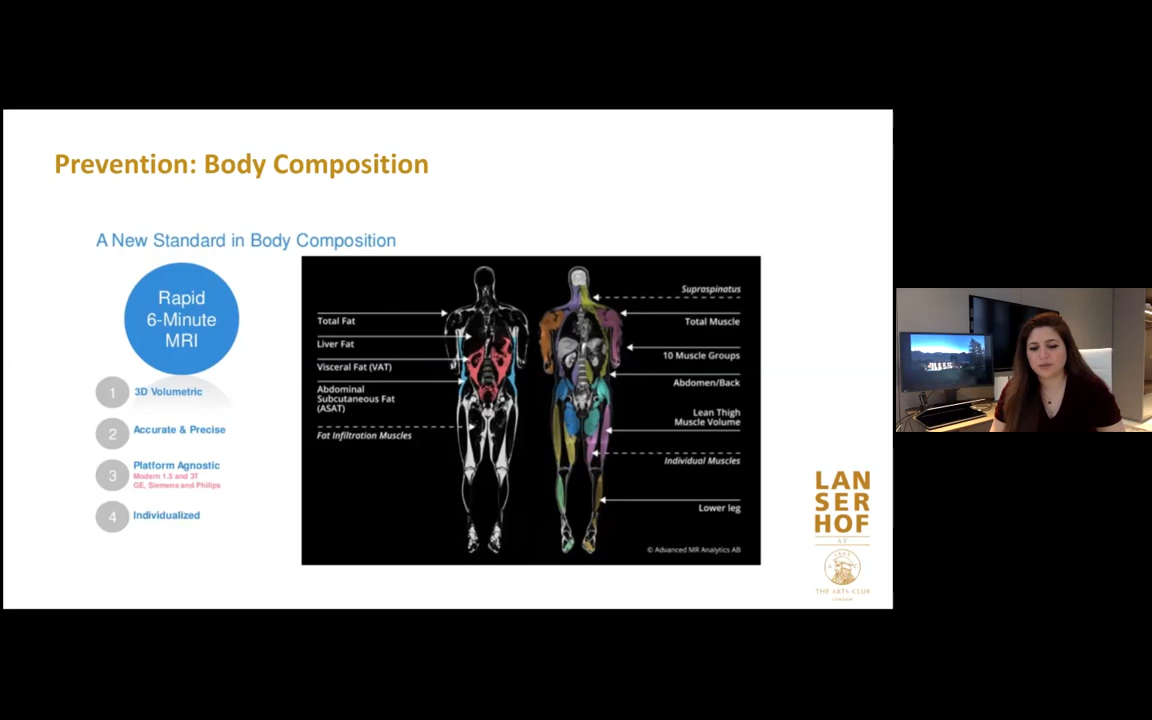 Prevention: Body Composition
A New Standard in Body Composition
Rapid
6-Minute
MRI
1
3D Volumetric
2
Accurate & Precise
3
Platform Agnostic
Modern 1.5 and 3T
GE, Siemens and Philips
4
Individualized
Total Fat
Liver Fat
Visceral Fat (VAT)
Abdominal
Subcutaneous Fat
(ASAT)
Fat Infiltration Muscles
Supraspinatus
Total Muscle
10 Muscle Groups
Abdomen/Back
Lean Thigh
Muscle Volume
Individual Muscles
Lower leg
© Advanced MR Analytics AB
LAN
SER
HOF
AT
THE ARTS CLUB
LONDON